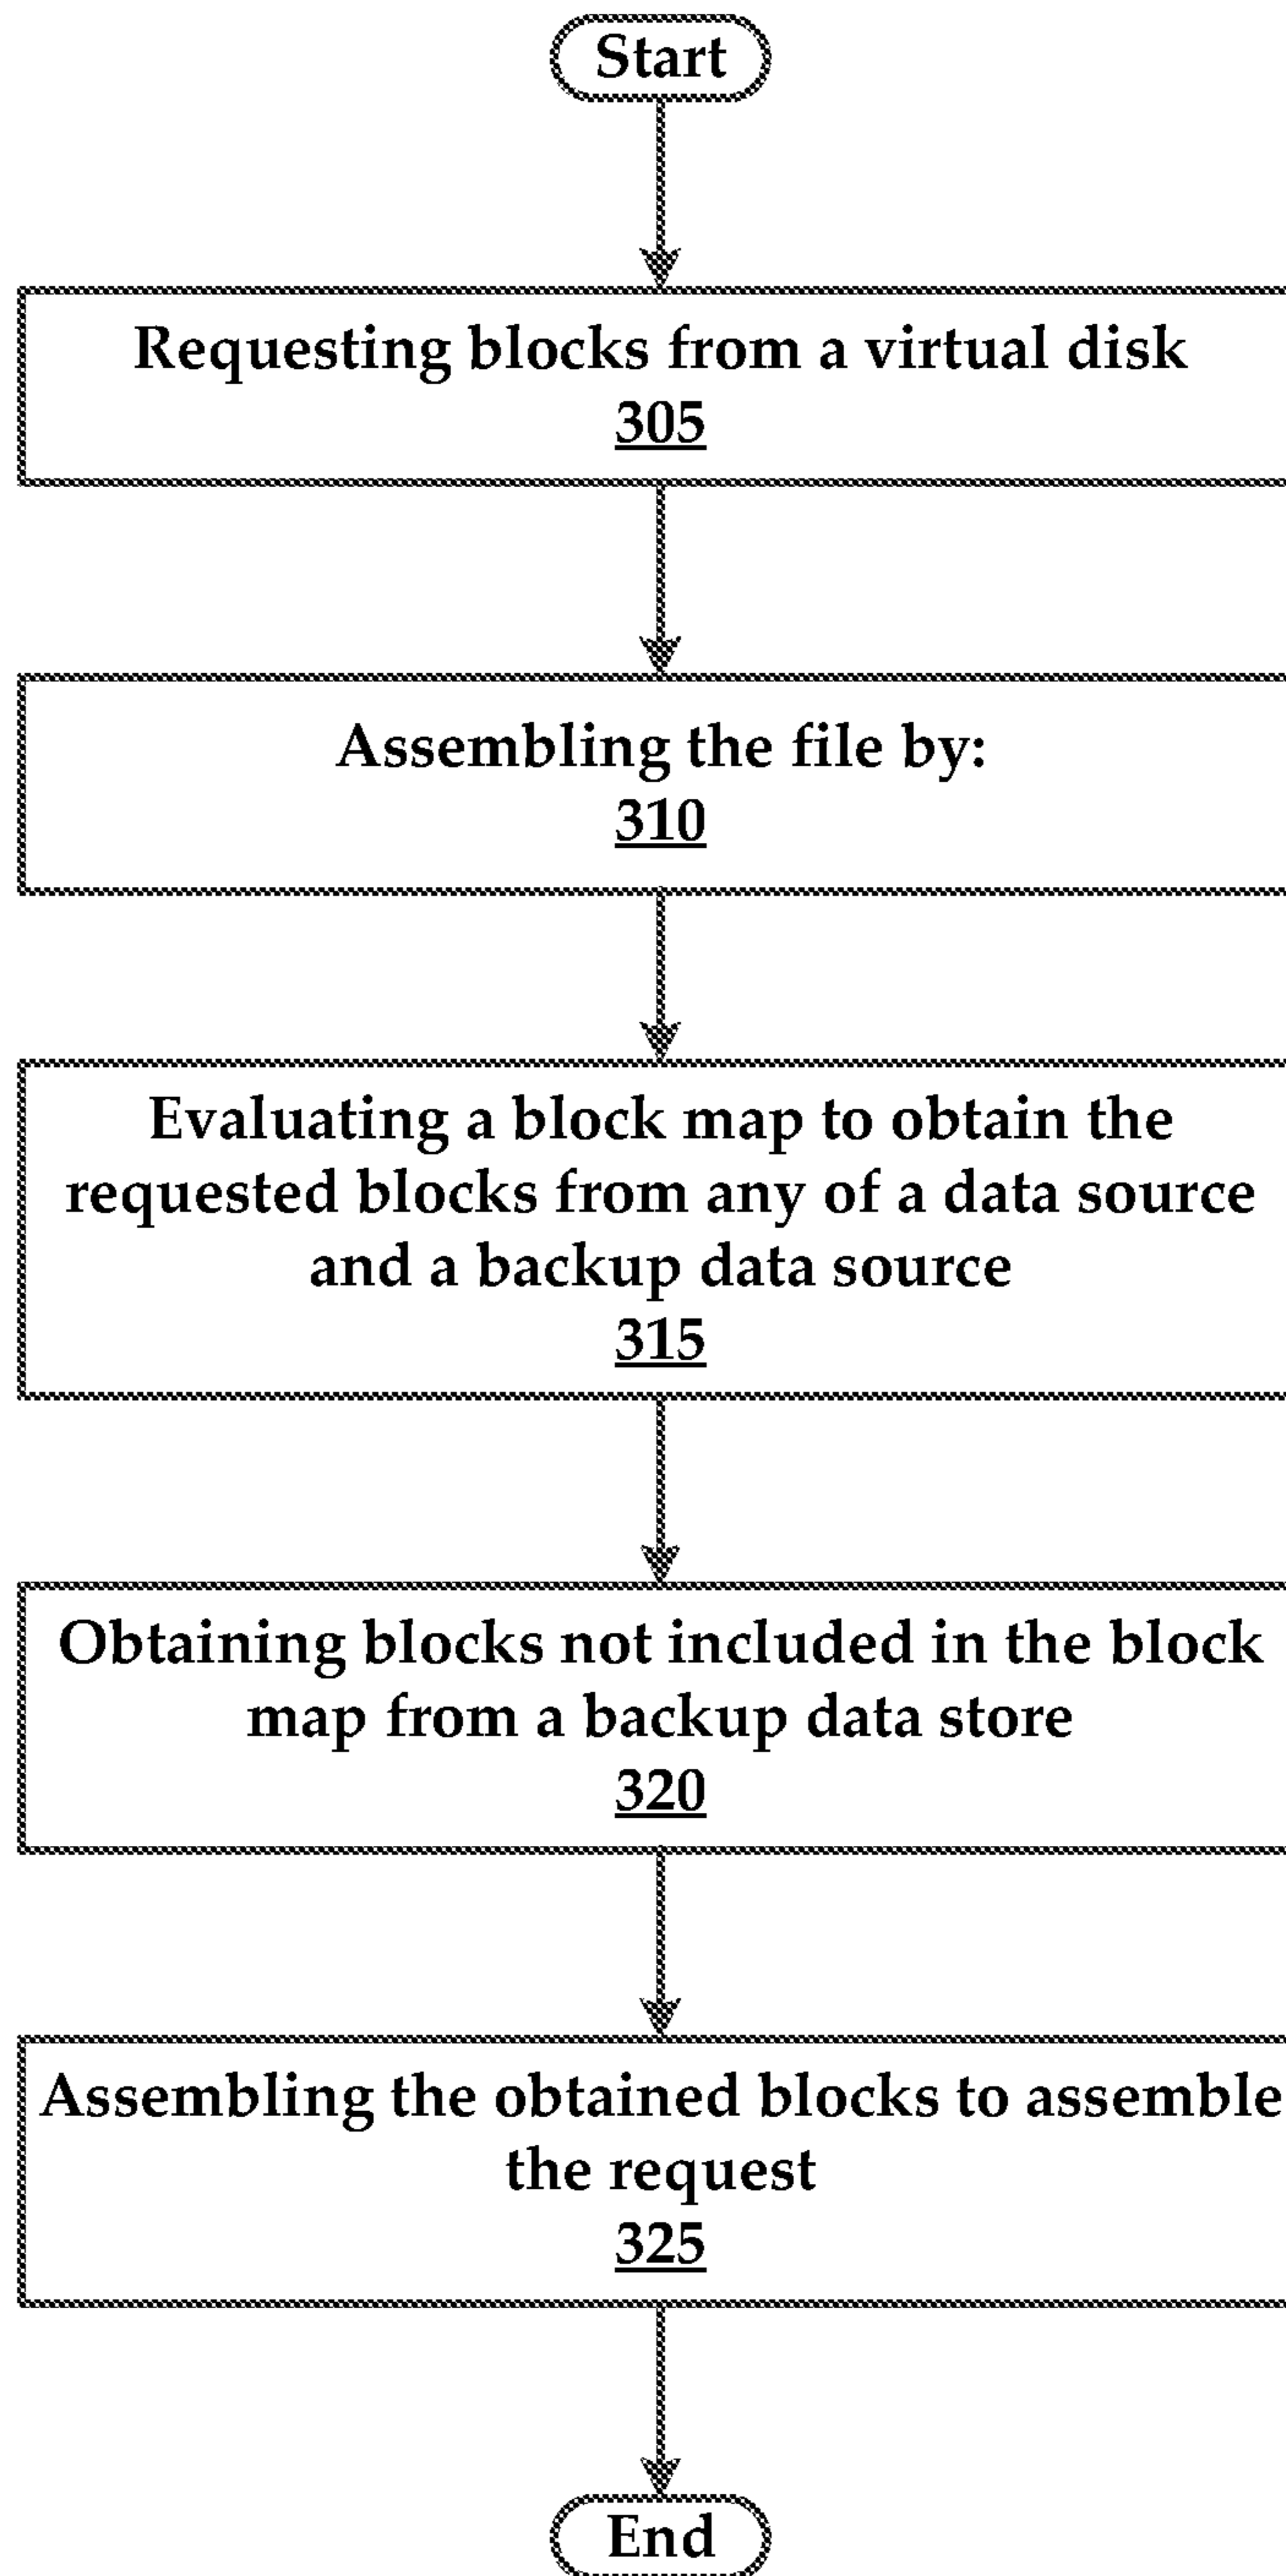 Start
Requesting blocks from a virtual disk
305
Assembling the file by:
310
Evaluating a block map to obtain the
requested blocks from any of a data source
and a backup data source
315
Obtaining blocks not included in the block
map from a backup data store
320
Assembling the obtained blocks to assemble
the request
325
End